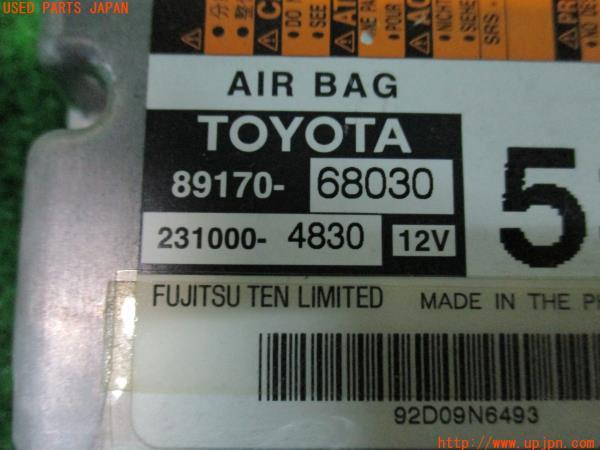 USED PARTS JAPAN
AIR BAG
TOYOTA
89170- 68030
231000- 4830 12V
5
FUJITSU TEN LIMITED MADE IN THE
92D09N6493
http://www.upjpn.com/